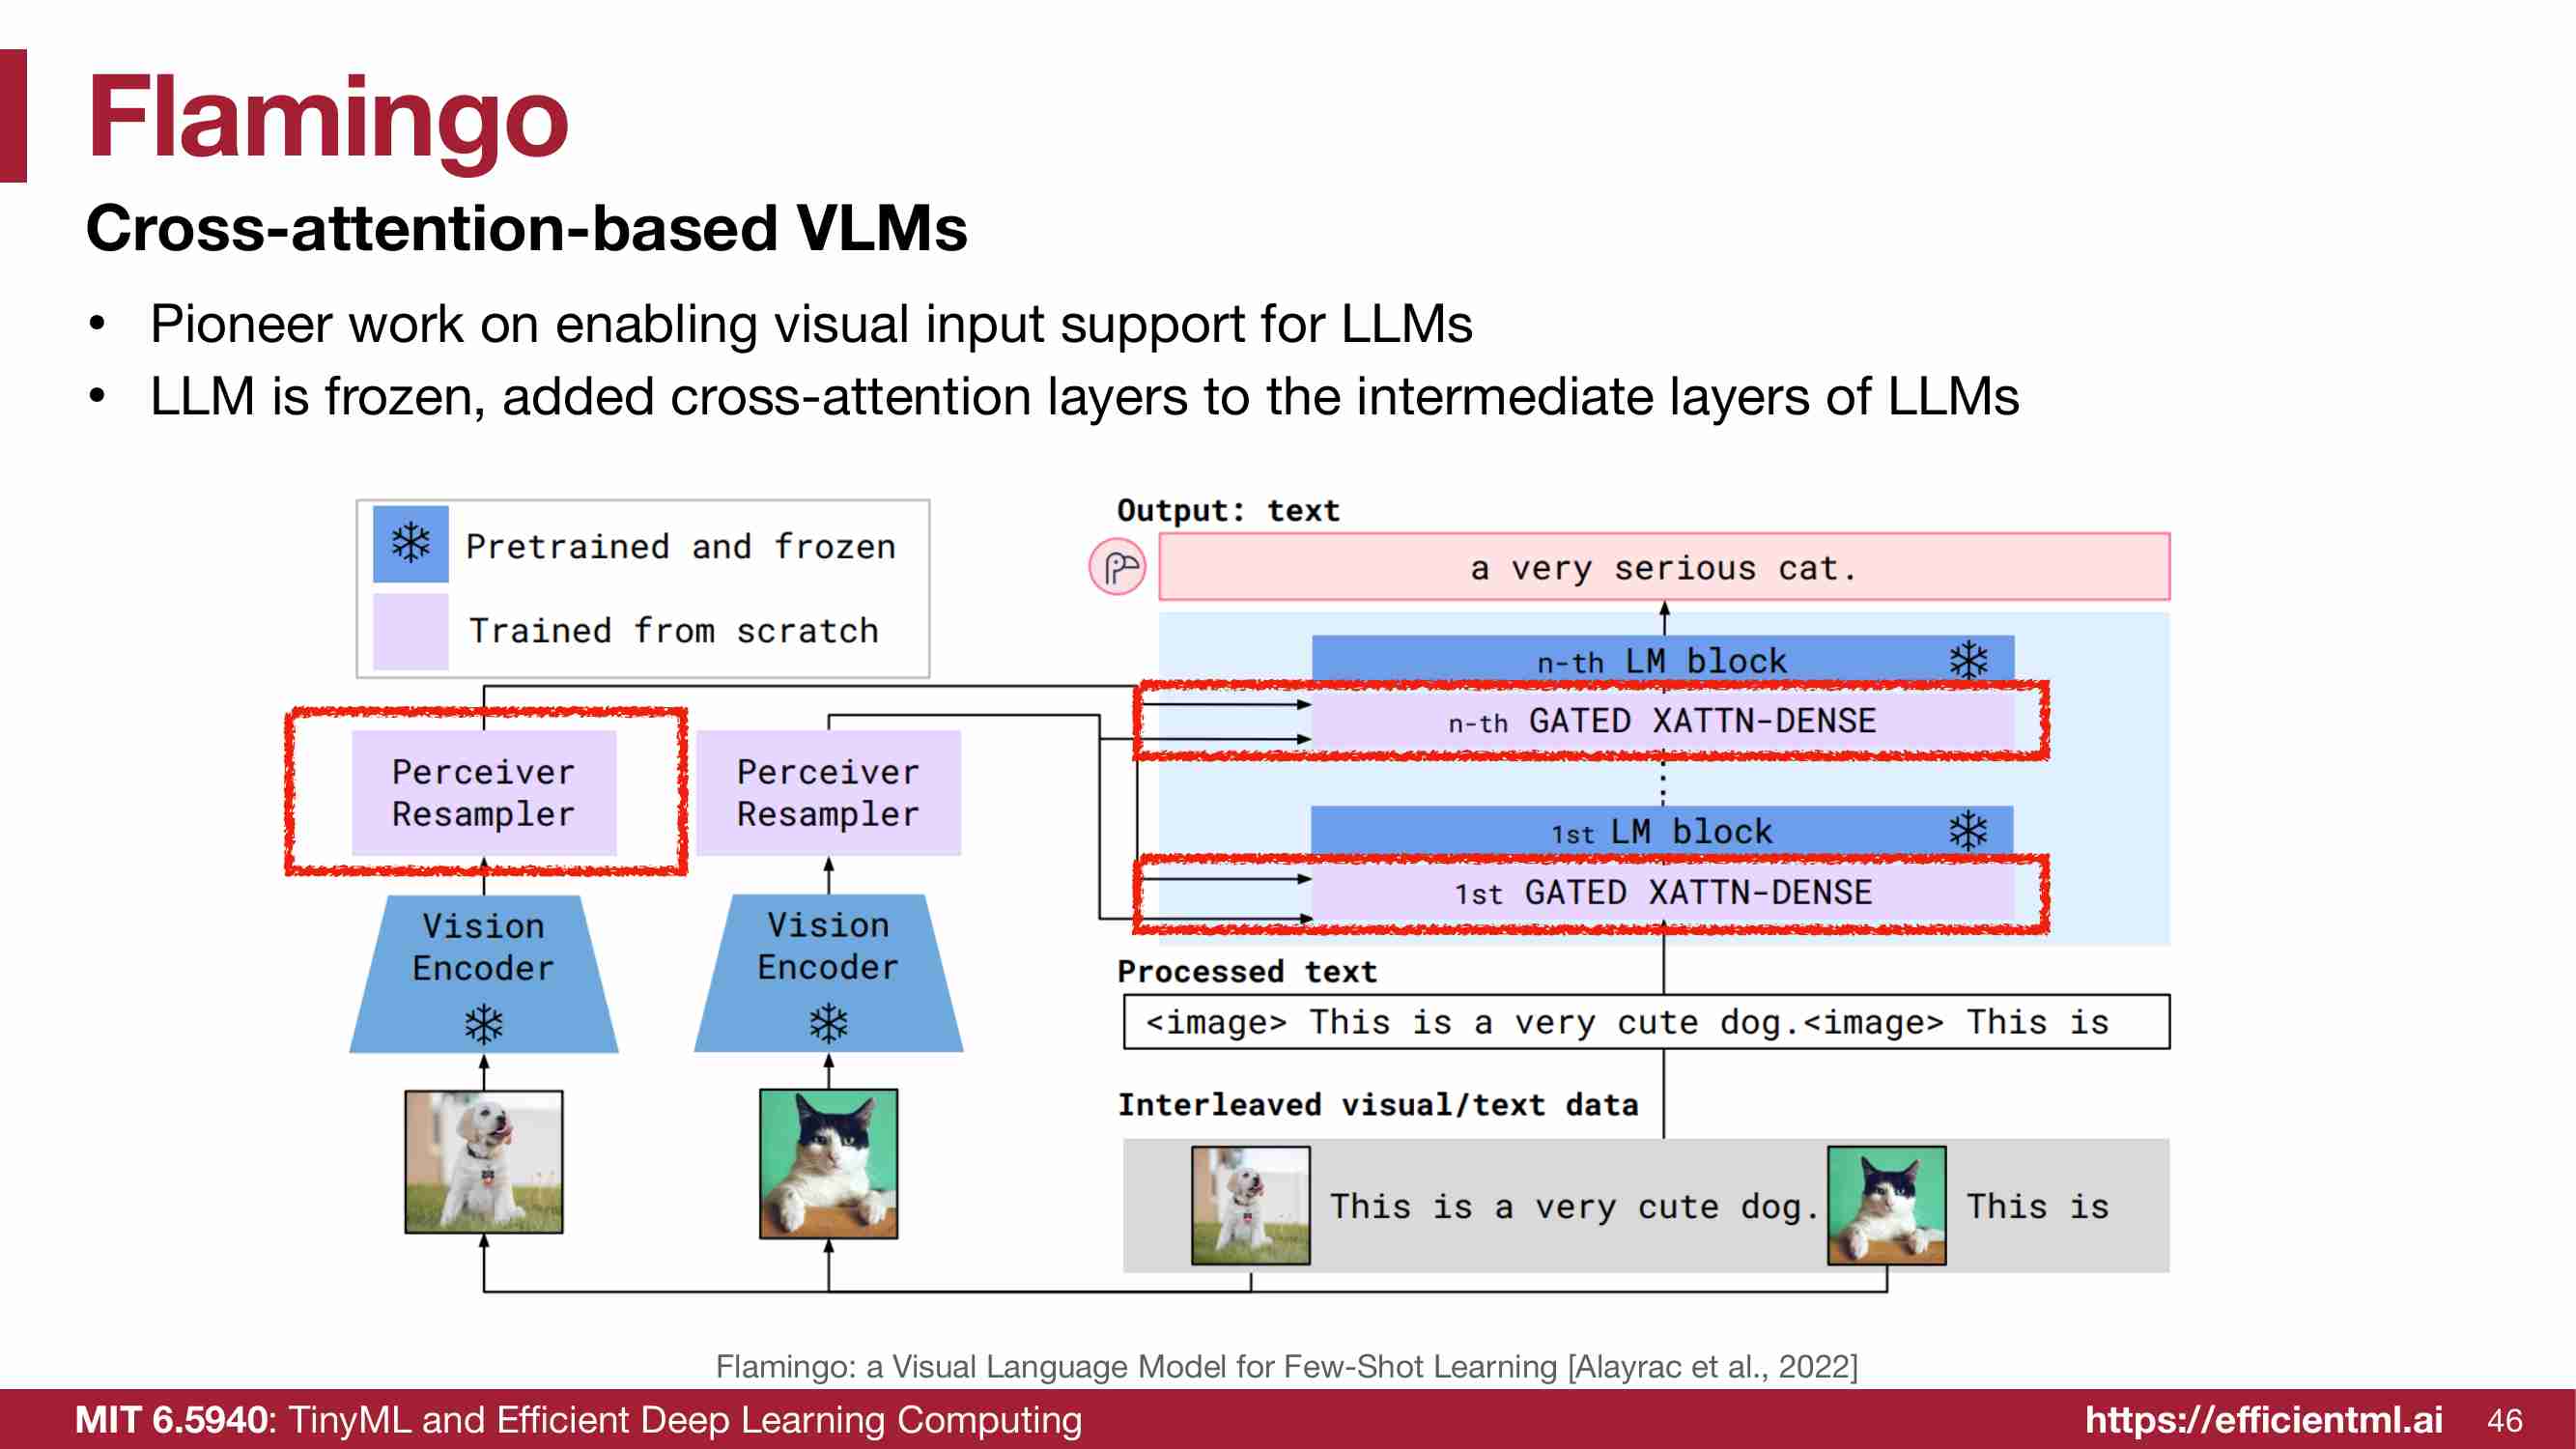 Flamingo
Cross-attention-based VLMs
• Pioneer work on enabling visual input support for LLMs
• LLM is frozen, added cross-attention layers to the intermediate layers of LLMs
Pretrained and frozen
Trained from scratch
Perceiver
Resampler
Perceiver
Resampler
Vision
Encoder
Vision
Encoder
Output: text
a very serious cat.
n-th LM block
n-th GATED XATTN-DENSE
1st LM block
1st GATED XATTN-DENSE
Processed text
<image> This is a very cute dog.<image> This is
Interleaved visual/text data
This is a very cute dog.
This is
Flamingo: a Visual Language Model for Few-Shot Learning [Alayrac et al., 2022]
MIT 6.5940: TinyML and Efficient Deep Learning Computing
https://efficientml.ai
46